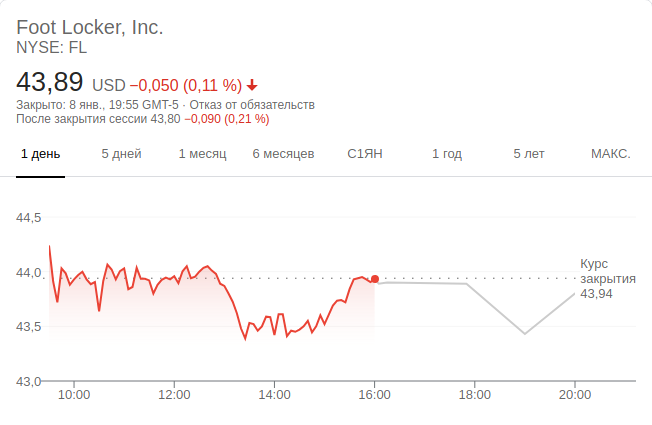 Foot Locker, Inc.
NYSE: FL
43,89 USD −0,050 (0,11 %)
Закрыто: 8 янв., 19:55 GMT-5 · Отказ от обязательств
После закрытия сессии 43,80 −0,090 (0,21 %)
1 день 5 дней 1 месяц 6 месяцев С1ЯН 1 год 5 лет МАКС.
44,5
44,0
43,5
43,0
Курс
закрытия
43,94
10:00 12:00 14:00 16:00 18:00 20:00